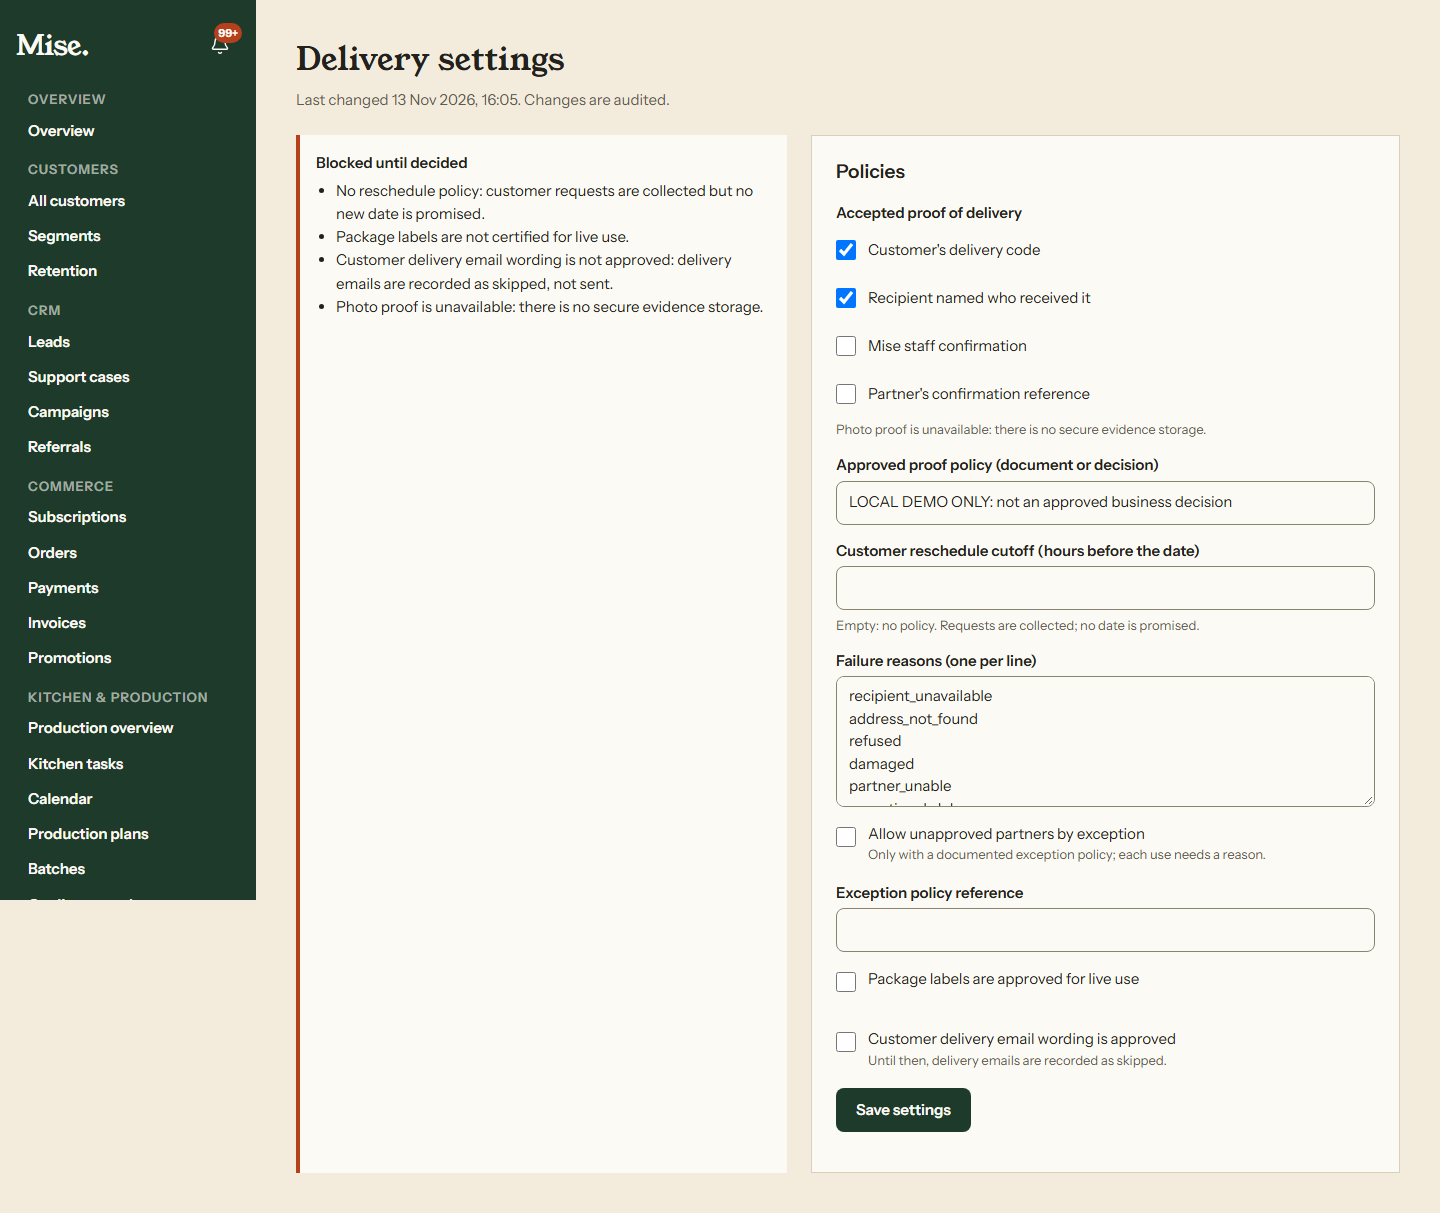 Mise.
99+
OVERVIEW
Overview
CUSTOMERS
All customers
Segments
Retention
CRM
Leads
Support cases
Campaigns
Referrals
COMMERCE
Subscriptions
Orders
Payments
Invoices
Promotions
KITCHEN & PRODUCTION
Production overview
Kitchen tasks
Calendar
Production plans
Batches
Delivery settings
Last changed 13 Nov 2026, 16:05. Changes are audited.
Blocked until decided
No reschedule policy: customer requests are collected but no
new date is promised.
Package labels are not certified for live use.
Customer delivery email wording is not approved: delivery
emails are recorded as skipped, not sent.
Photo proof is unavailable: there is no secure evidence storage.
Policies
Accepted proof of delivery
Customer's delivery code
Recipient named who received it
Mise staff confirmation
Partner's confirmation reference
Photo proof is unavailable: there is no secure evidence storage.
Approved proof policy (document or decision)
LOCAL DEMO ONLY: not an approved business decision
Customer reschedule cutoff (hours before the date)
Empty: no policy. Requests are collected; no date is promised.
Failure reasons (one per line)
recipient_unavailable
address_not_found
refused
damaged
partner_unable
Allow unapproved partners by exception
Only with a documented exception policy; each use needs a reason.
Exception policy reference
Package labels are approved for live use
Customer delivery email wording is approved
Until then, delivery emails are recorded as skipped.
Save settings